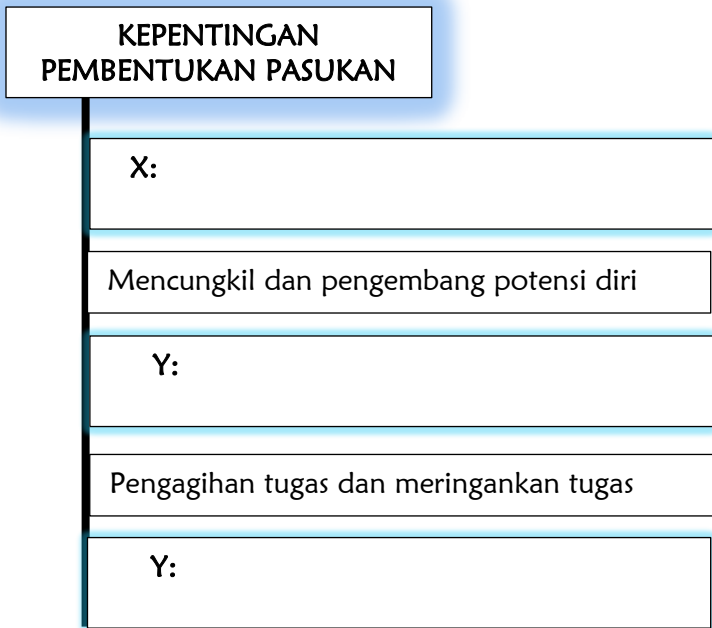 KEPENTINGAN
PEMBENTUKAN PASUKAN
X:
Mencungkil dan pengembang potensi diri
Y:
Pengagihan tugas dan meringankan tugas
Y: